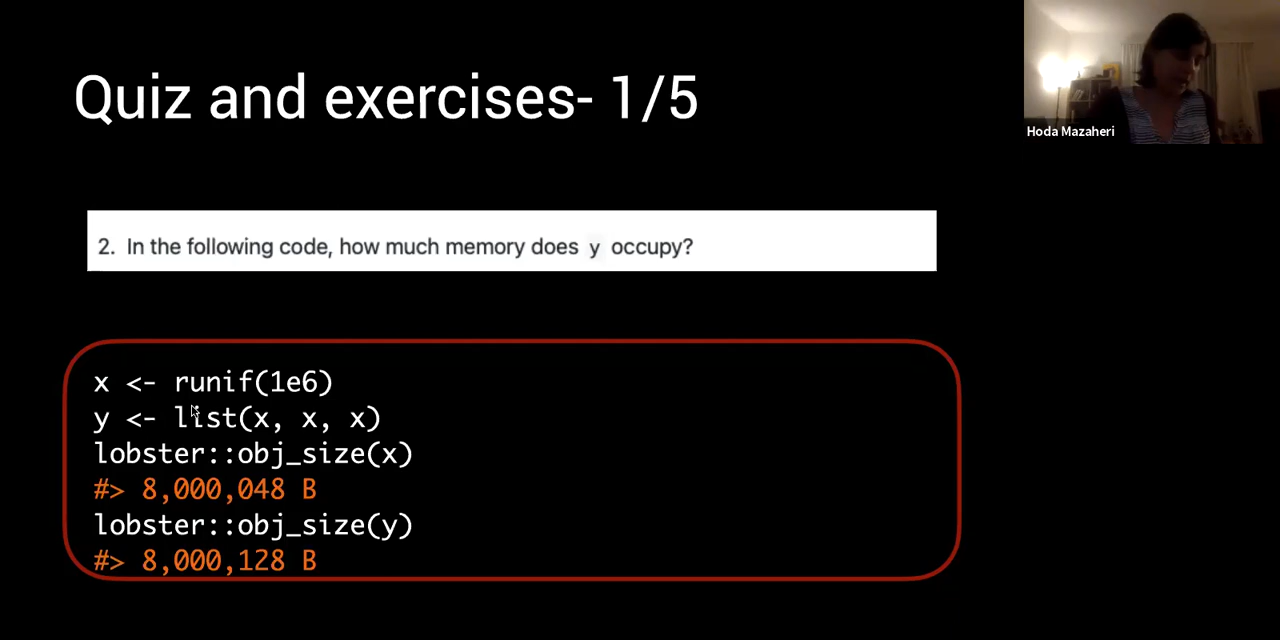 Quiz and exercises- 1/5
Hoda Mazaheri
2. In the following code, how much memory does y occupy?
x <- runif(1e6)
y <- list(x, x, x)
lobster::obj_size(x)
#> 8,000,048 B
lobster::obj_size(y)
#> 8,000,128 B